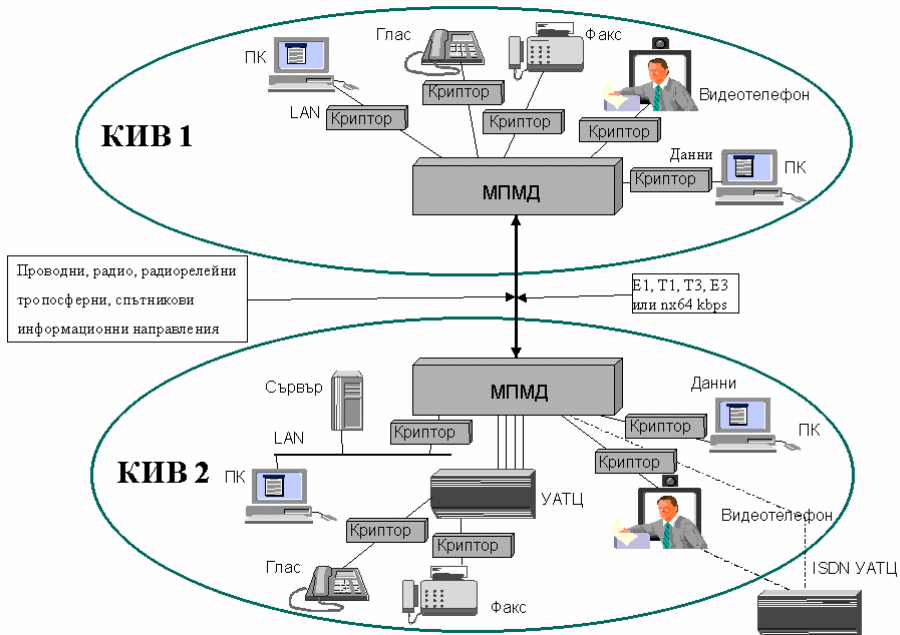 Глас
Факс
ПК
LAN
Криптор
Криптор
Криптор
Криптор
Видеотелефон
КИВ 1
Данни
Криптор
ПК
МПМД
Проводни, радио, радиорелейни
тропосферни, спътникови
информационни направления
E1, T1, T3, E3
или nx64 kbps
МПМД
Сървър
Данни
Криптор
Криптор
ПК
LAN
КИВ 2
ПК
Криптор
УАТЦ
Видеотелефон
Криптор
Криптор
Глас
Факс
ISDN УАТЦ